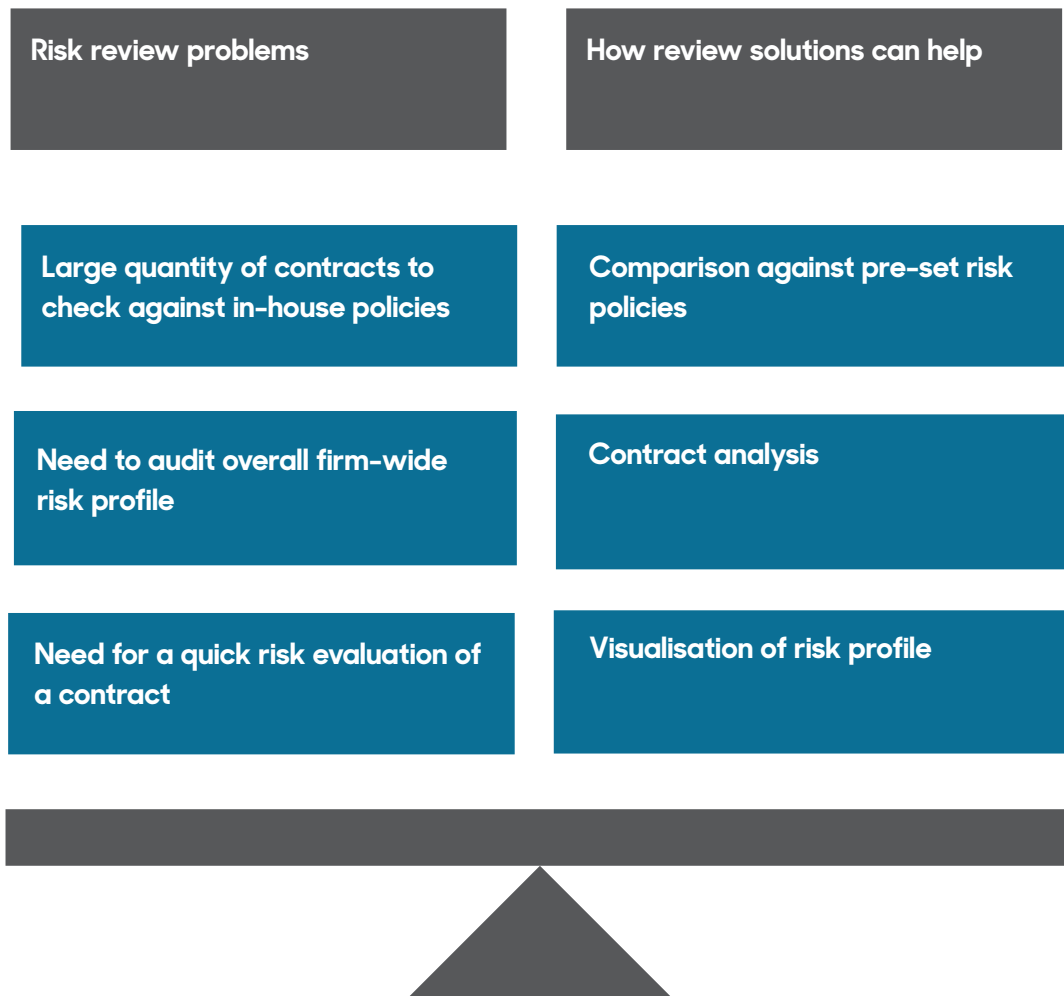 Risk review problems
How review solutions can help
Large quantity of contracts to
check against in-house policies
Comparison against pre-set risk
policies
Need to audit overall firm-wide
risk profile
Contract analysis
Need for a quick risk evaluation of
a contract
Visualisation of risk profile